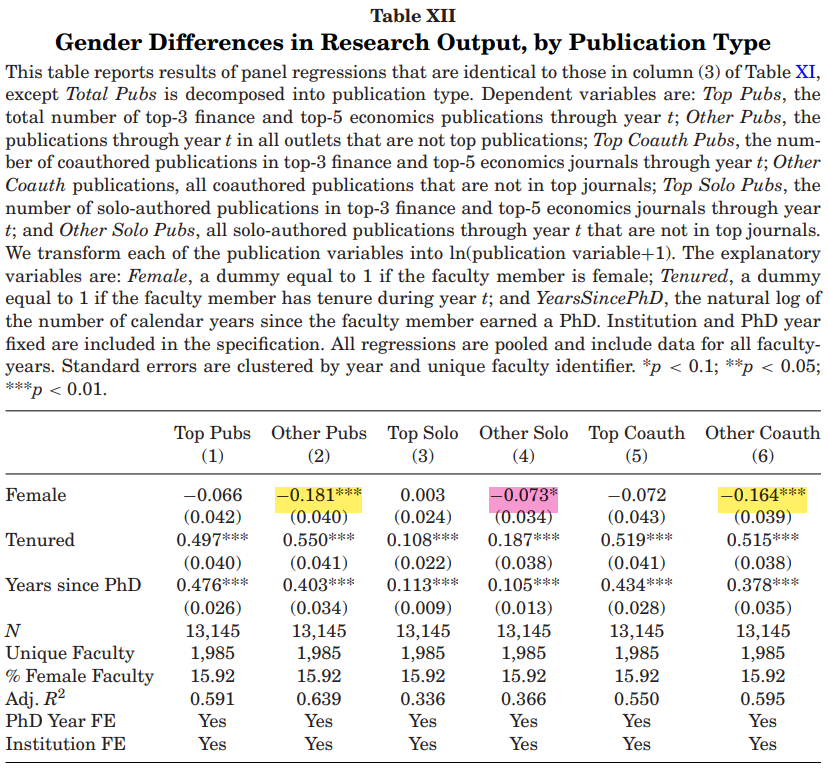 Table XII
Gender Differences in Research Output, by Publication Type
This table reports results of panel regressions that are identical to those in column (3) of Table XI,
except Total Pubs is decomposed into publication type. Dependent variables are: Top Pubs, the
total number of top-3 finance and top-5 economics publications through year t; Other Pubs, the
publications through year t in all outlets that are not top publications; Top Coauth Pubs, the num-
ber of coauthored publications in top-3 finance and top-5 economics journals through year t; Other
Coauth publications, all coauthored publications that are not in top journals; Top Solo Pubs, the
number of solo-authored publications in top-3 finance and top-5 economics journals through year
t; and Other Solo Pubs, all solo-authored publications through year t that are not in top journals.
We transform each of the publication variables into ln(publication variable+1). The explanatory
variables are: Female, a dummy equal to 1 if the faculty member is female; Tenured, a dummy
equal to 1 if the faculty member has tenure during year t; and YearsSincePhD, the natural log of
the number of calendar years since the faculty member earned a PhD. Institution and PhD year
fixed are included in the specification. All regressions are pooled and include data for all faculty-
years. Standard errors are clustered by year and unique faculty identifier. *p < 0.1; **p < 0.05;
***p < 0.01.
Top Pubs Other Pubs Top Solo Other Solo Top Coauth Other Coauth
(1) (2) (3) (4) (5) (6)
Female −0.066 −0.181*** 0.003 −0.073* −0.072 −0.164***
(0.042) (0.040) (0.024) (0.034) (0.043) (0.039)
Tenured 0.497*** 0.550*** 0.108*** 0.187*** 0.519*** 0.515***
(0.040) (0.041) (0.022) (0.038) (0.041) (0.038)
Years since PhD 0.476*** 0.403*** 0.113*** 0.105*** 0.434*** 0.378***
(0.026) (0.034) (0.009) (0.013) (0.028) (0.035)
N 13,145 13,145 13,145 13,145 13,145 13,145
Unique Faculty 1,985 1,985 1,985 1,985 1,985 1,985
% Female Faculty 15.92 15.92 15.92 15.92 15.92 15.92
Adj. R² 0.591 0.639 0.336 0.366 0.550 0.595
PhD Year FE Yes Yes Yes Yes Yes Yes
Institution FE Yes Yes Yes Yes Yes Yes